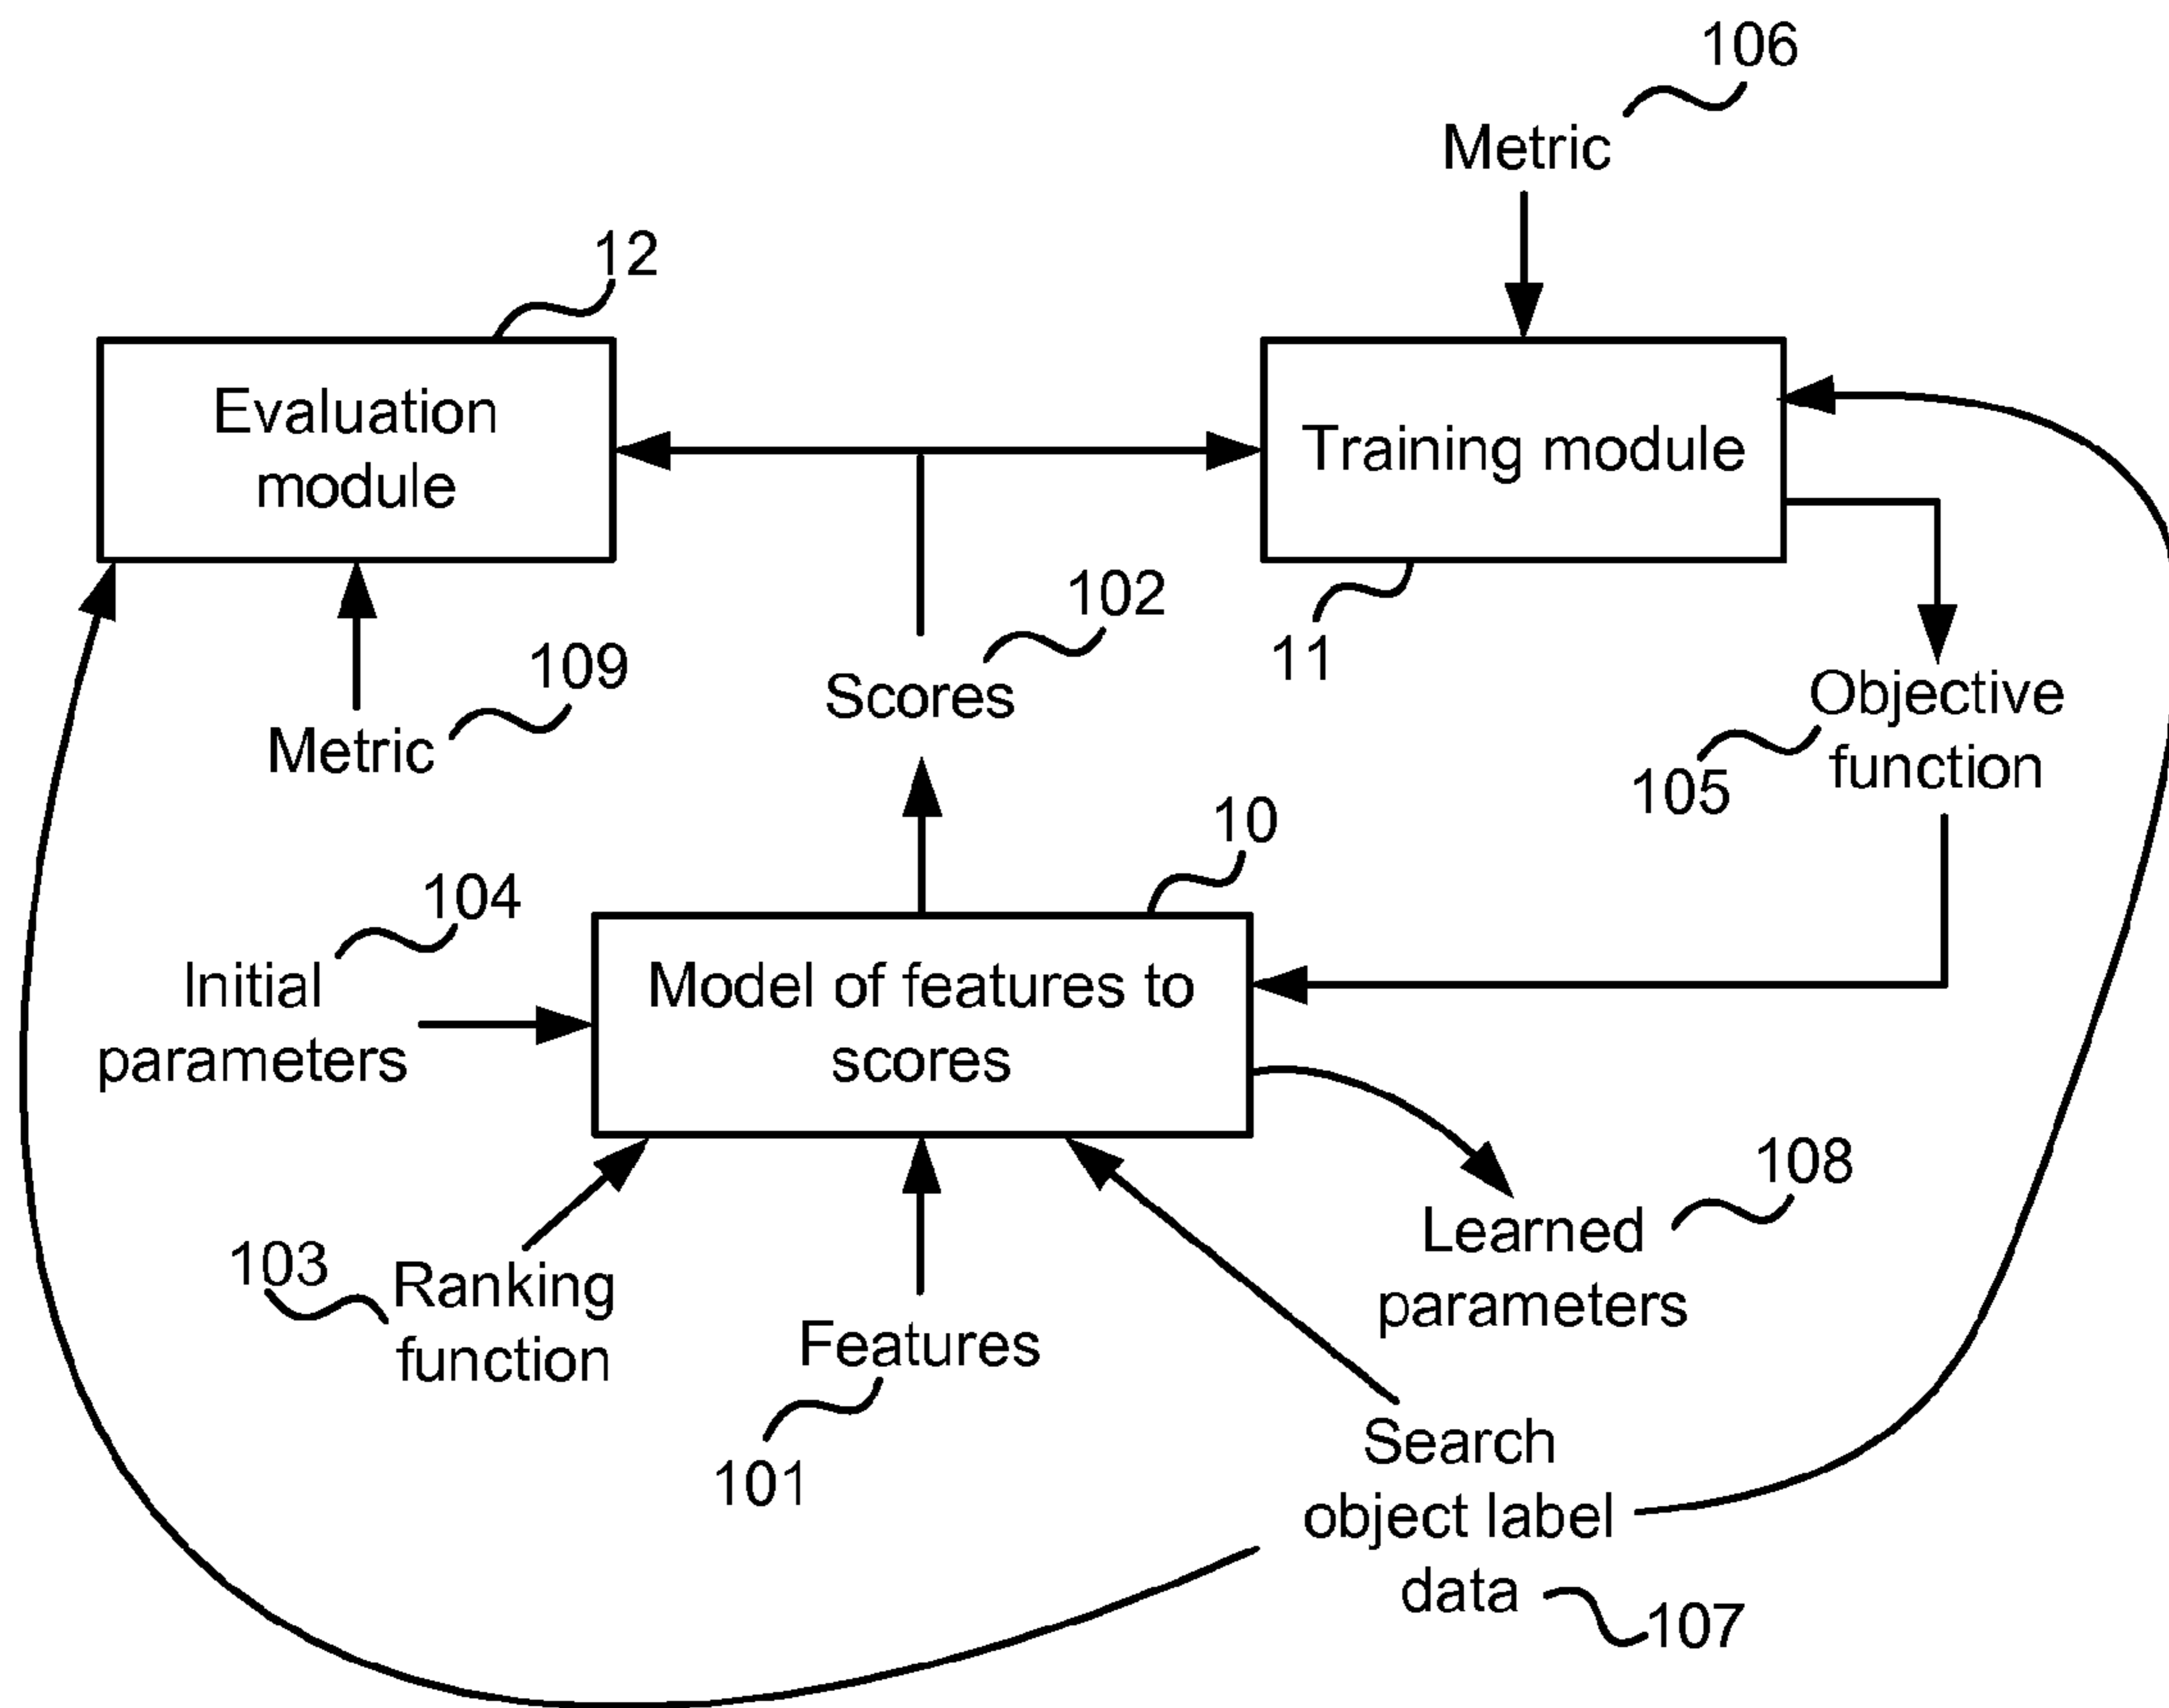 106
Metric
12
Evaluation
module
Training module
102
109
11
Scores
Metric
Objective
function
105
10
104
Initial
parameters
Model of features to
scores
108
Learned
parameters
103
Ranking
function
Features
101
Search
object label
data
107